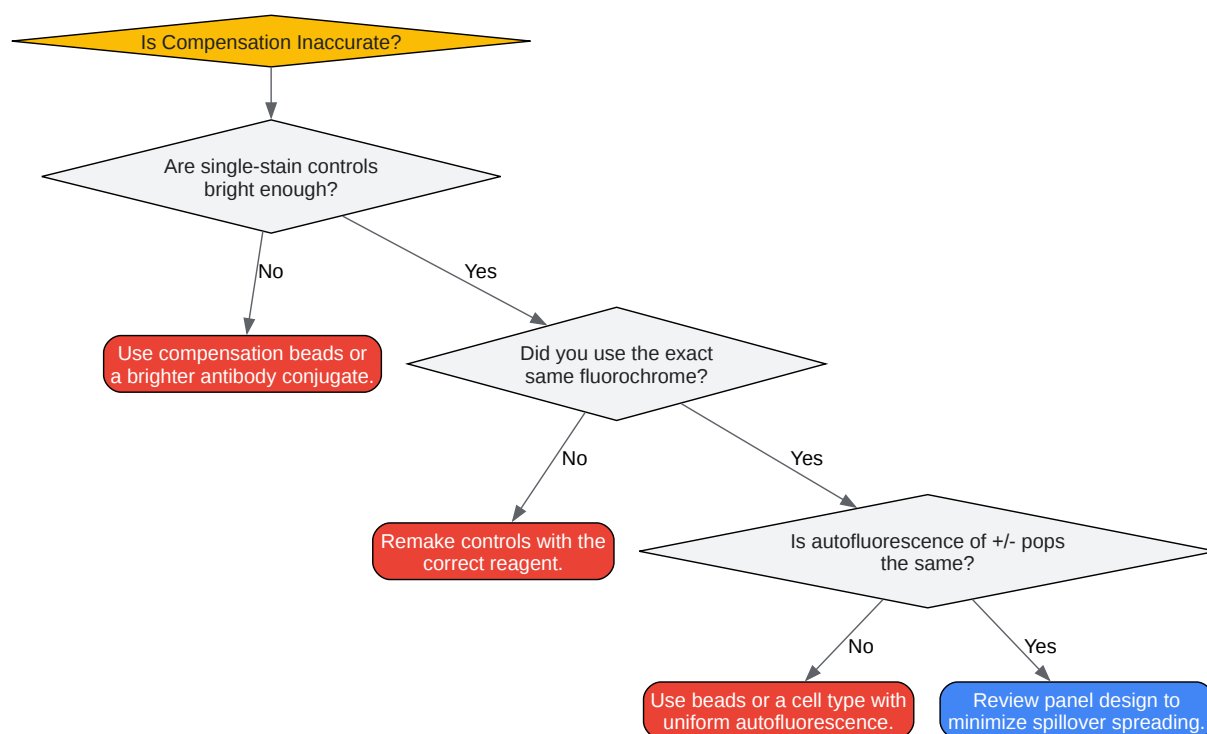 Is Compensation Inaccurate?
Are single-stain controls
bright enough?
No
Yes
Use compensation beads or
a brighter antibody conjugate.
Did you use the exact
same fluorochrome?
No
Yes
Remake controls with the
correct reagent.
Is autofluorescence of +/- pops
the same?
No
Yes
Use beads or a cell type with
uniform autofluorescence.
Review panel design to
minimize spillover spreading.